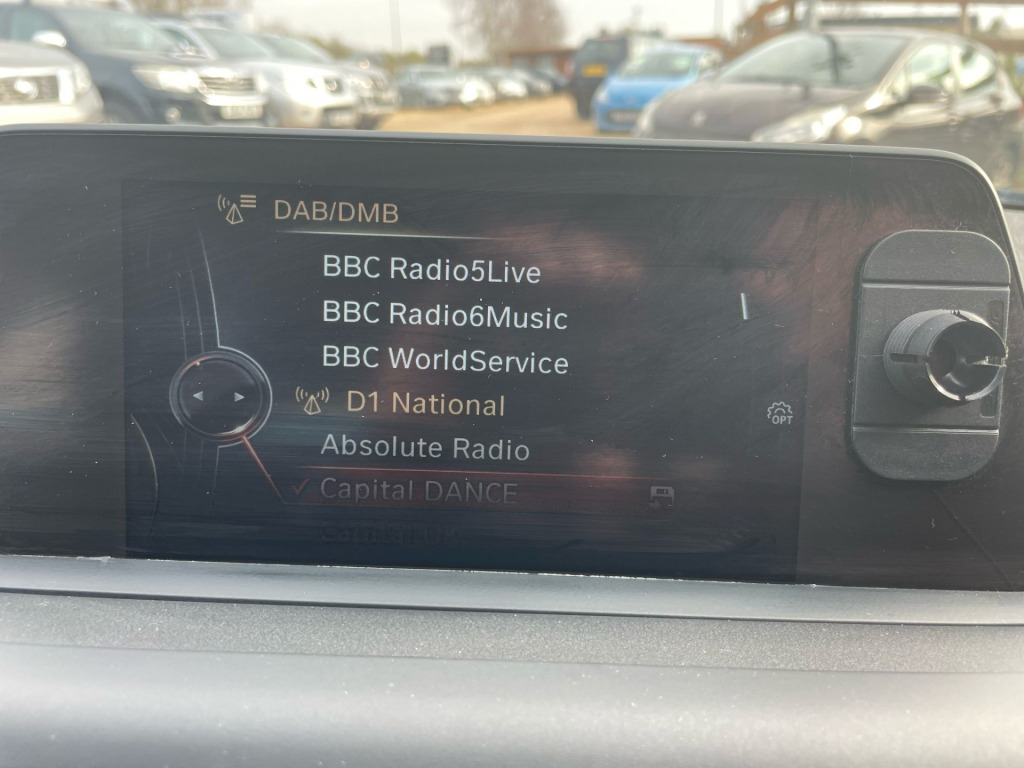 DAB/DMB
BBC Radio5Live
BBC Radio6Music
BBC WorldService
D1 National
Absolute Radio
Capital DANCE
OPT